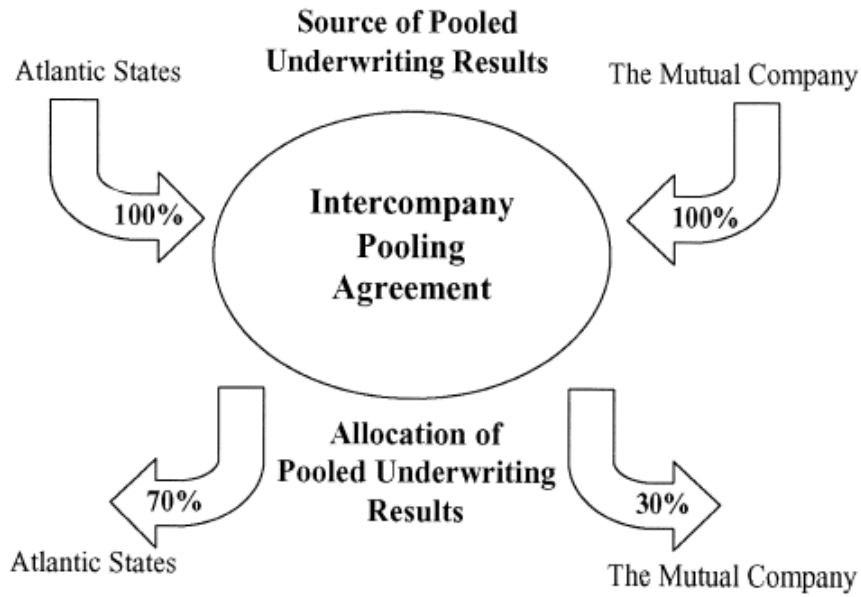 Source of Pooled
Underwriting Results
Atlantic States
The Mutual Company
100%
Intercompany
Pooling
Agreement
100%
Allocation of
Pooled Underwriting
Results
70%
30%
Atlantic States
The Mutual Company